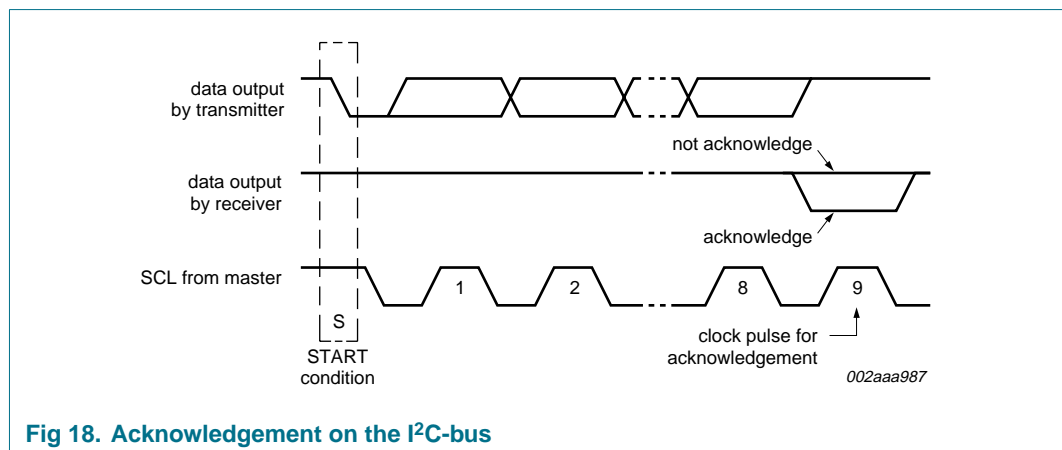 data output
by transmitter
not acknowledge
data output
by receiver
acknowledge
SCL from master
1
2
8
9
S
START
condition
clock pulse for
acknowledgement
002aaa987
Fig 18. Acknowledgement on the I²C-bus